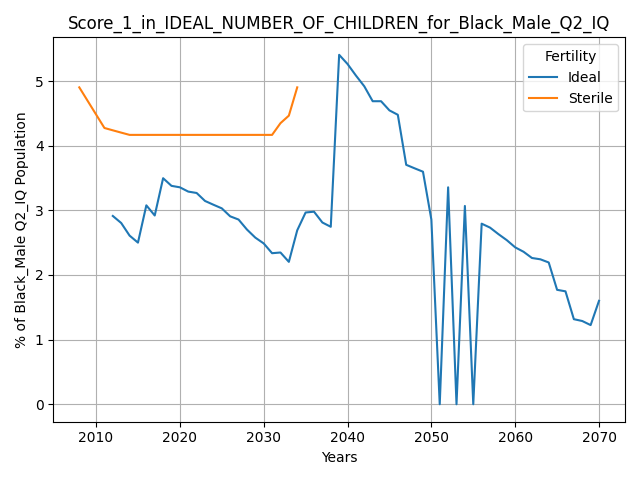 Score_1_in_IDEAL_NUMBER_OF_CHILDREN_for_Black_Male_Q2_IQ
% of Black_Male Q2_IQ Population
5
4
3
2
1
0
Fertility
Ideal
Sterile
2010 2020 2030 2040 2050 2060 2070
Years